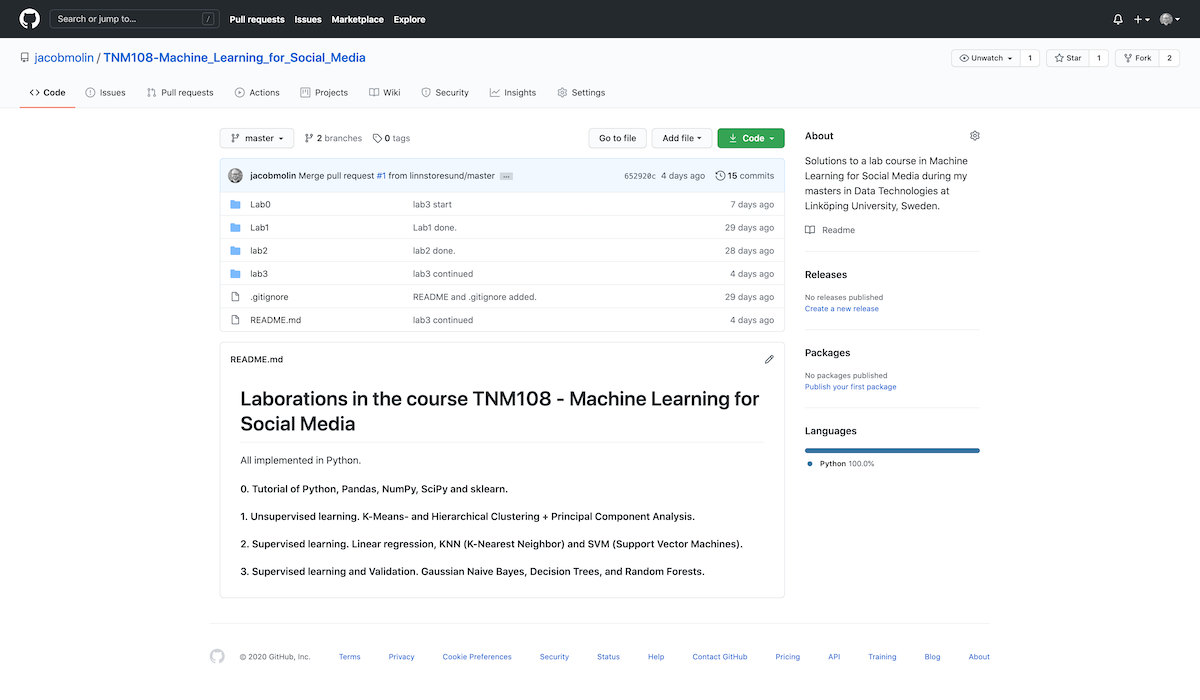 Search or jump to... /
Pull requests Issues Marketplace Explore
jacobmolin / TNM108-Machine_Learning_for_Social_Media
Unwatch 1 Star 1 Fork 2
Code Issues Pull requests Actions Projects Wiki Security Insights Settings
master 2 branches 0 tags Go to file Add file Code
jacobmolin Merge pull request #1 from linnstoresund/master ... 652920c 4 days ago 15 commits
Lab0 lab3 start 7 days ago
Lab1 Lab1 done. 29 days ago
lab2 lab2 done. 28 days ago
lab3 lab3 continued 4 days ago
.gitignore README and .gitignore added. 29 days ago
README.md lab3 continued 4 days ago
README.md
Laborations in the course TNM108 - Machine Learning for
Social Media
All implemented in Python.
0. Tutorial of Python, Pandas, NumPy, SciPy and sklearn.
1. Unsupervised learning. K-Means- and Hierarchical Clustering + Principal Component Analysis.
2. Supervised learning. Linear regression, KNN (K-Nearest Neighbor) and SVM (Support Vector Machines).
3. Supervised learning and Validation. Gaussian Naive Bayes, Decision Trees, and Random Forests.
About
Solutions to a lab course in Machine
Learning for Social Media during my
masters in Data Technologies at
Linköping University, Sweden.
Readme
Releases
No releases published
Create a new release
Packages
No packages published
Publish your first package
Languages
Python 100.0%
© 2020 GitHub, Inc. Terms Privacy Cookie Preferences Security Status Help Contact GitHub Pricing API Training Blog About